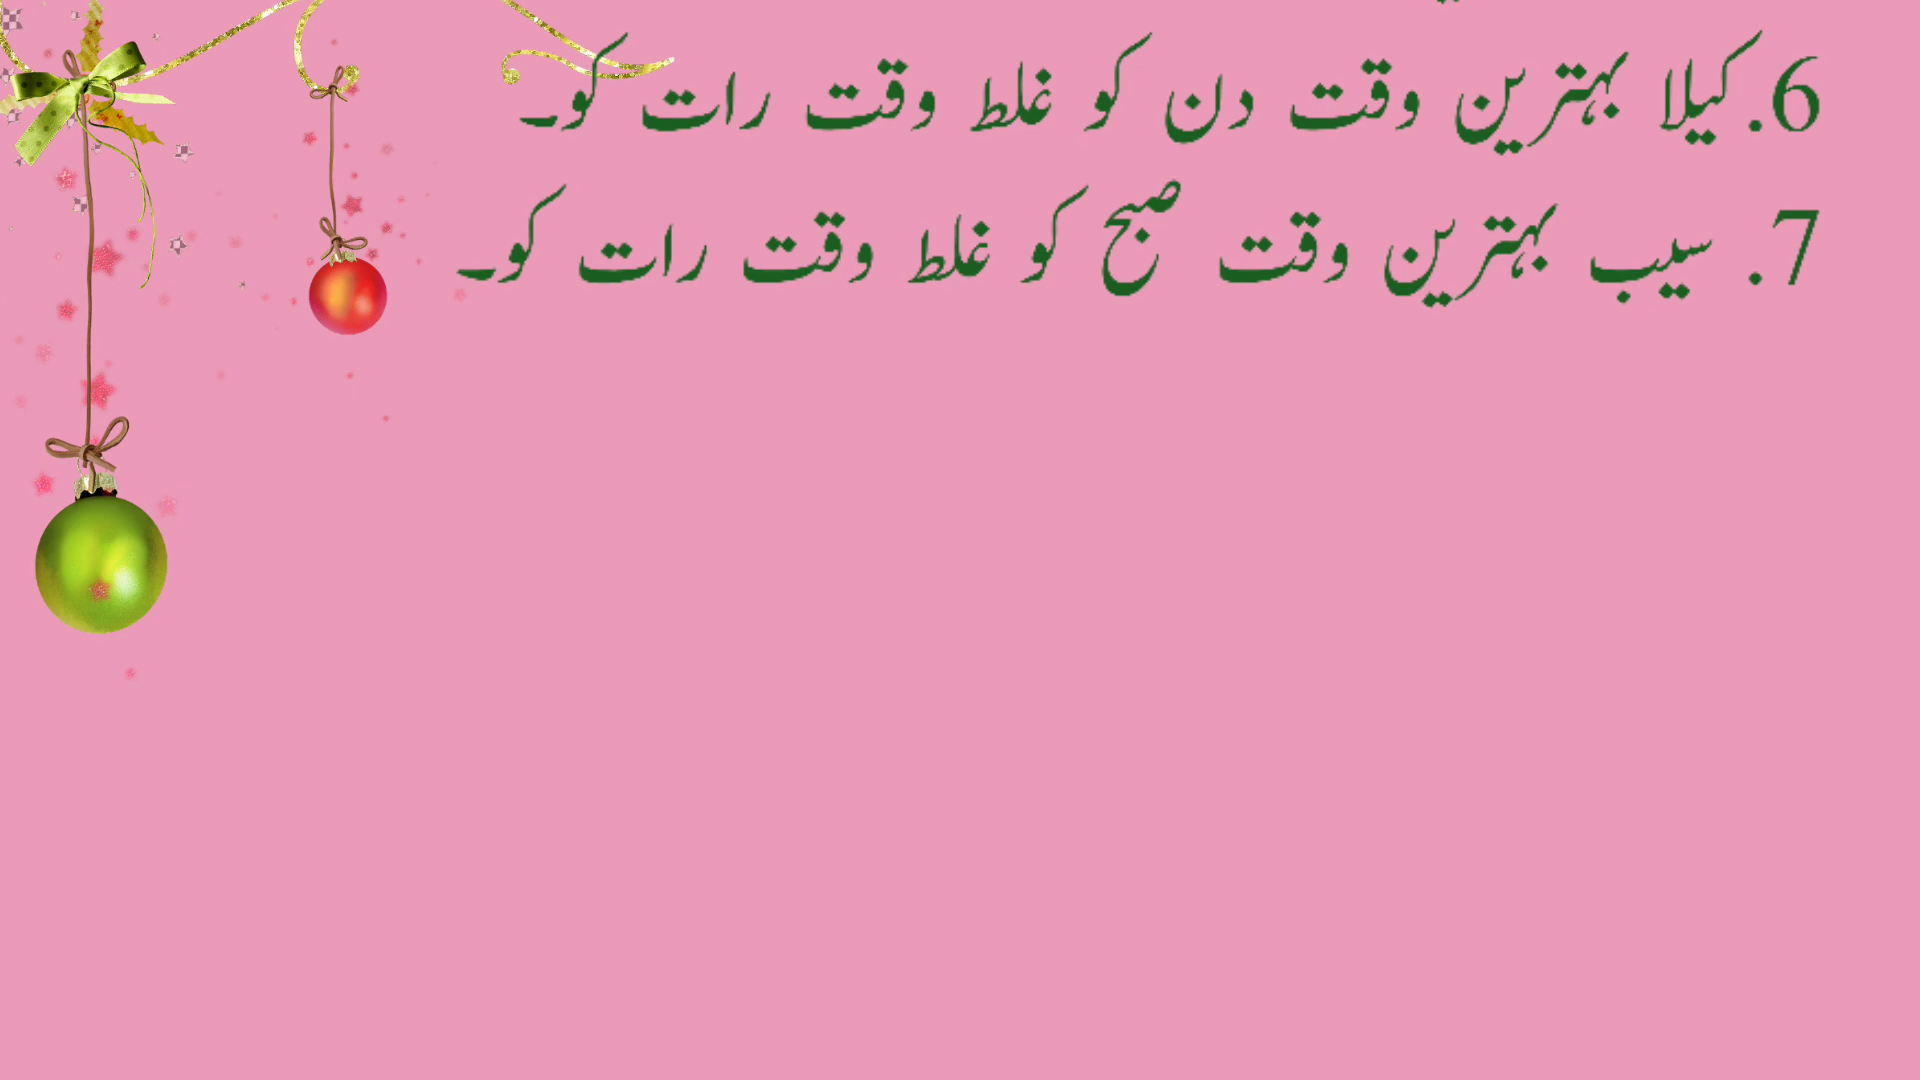 6.کیلا بہترین وقت دن کو غلط وقت رات کو۔
7. سیب بہترین وقت صبح کو غلط وقت رات کو۔